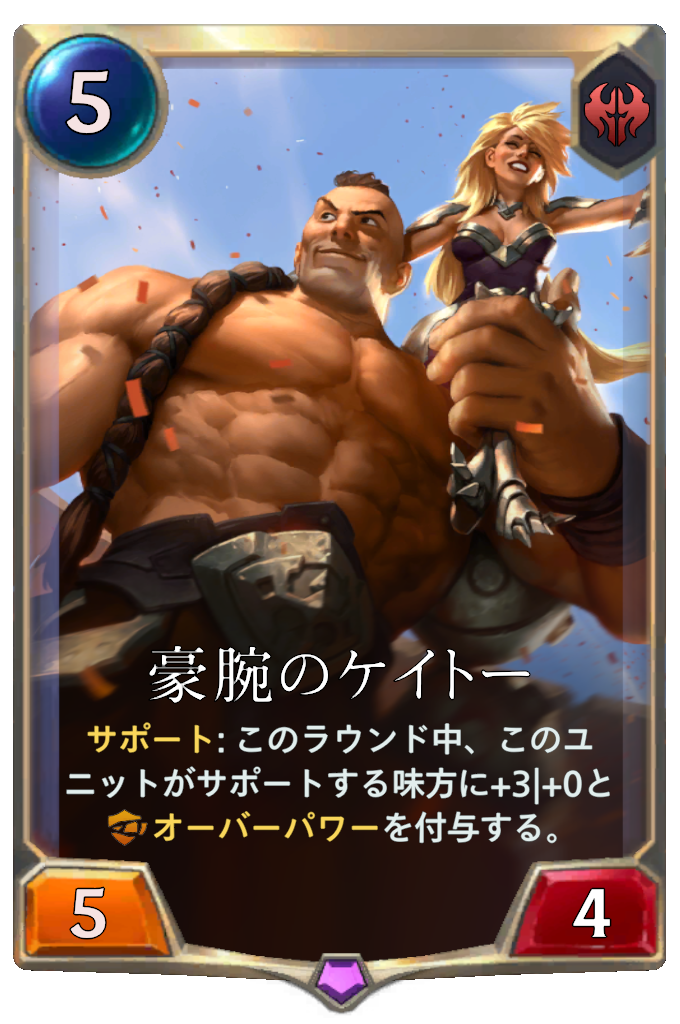 5
豪腕のケイトー
サポート: このラウンド中、このユ
ニットがサポートする味方に+3|+0と
オーバーパワーを付与する。
5
4